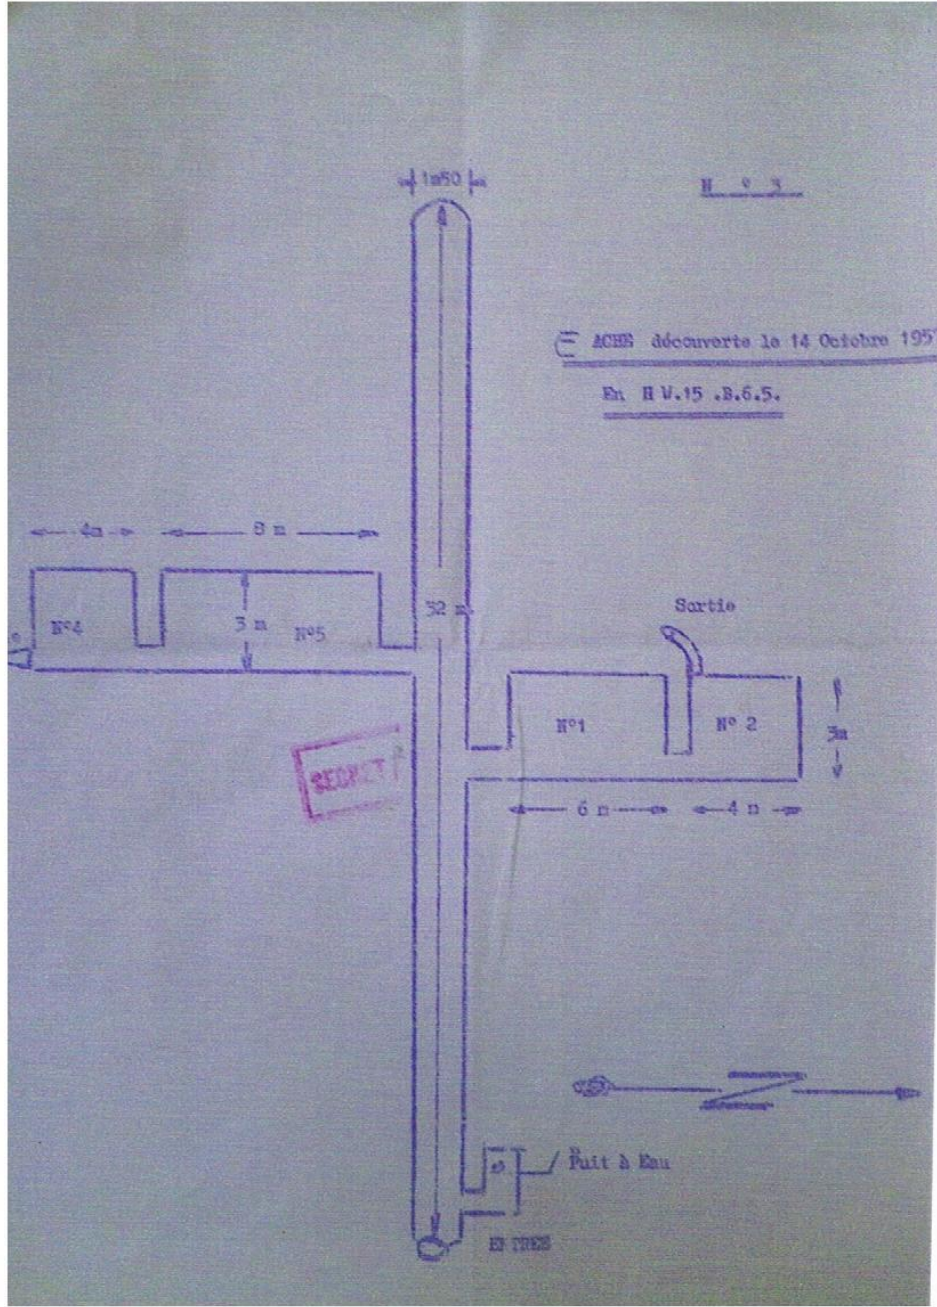 1m50
N ° 3
ACHE découverte le 14 Octobre 195
En H W.15 .B.6.5.
4m
8 m
N°4
3 m
N°5
32 m
Sortie
N°1
N° 2
3m
SECRET
6 m
4 m
Puit à Eau
ENTREE